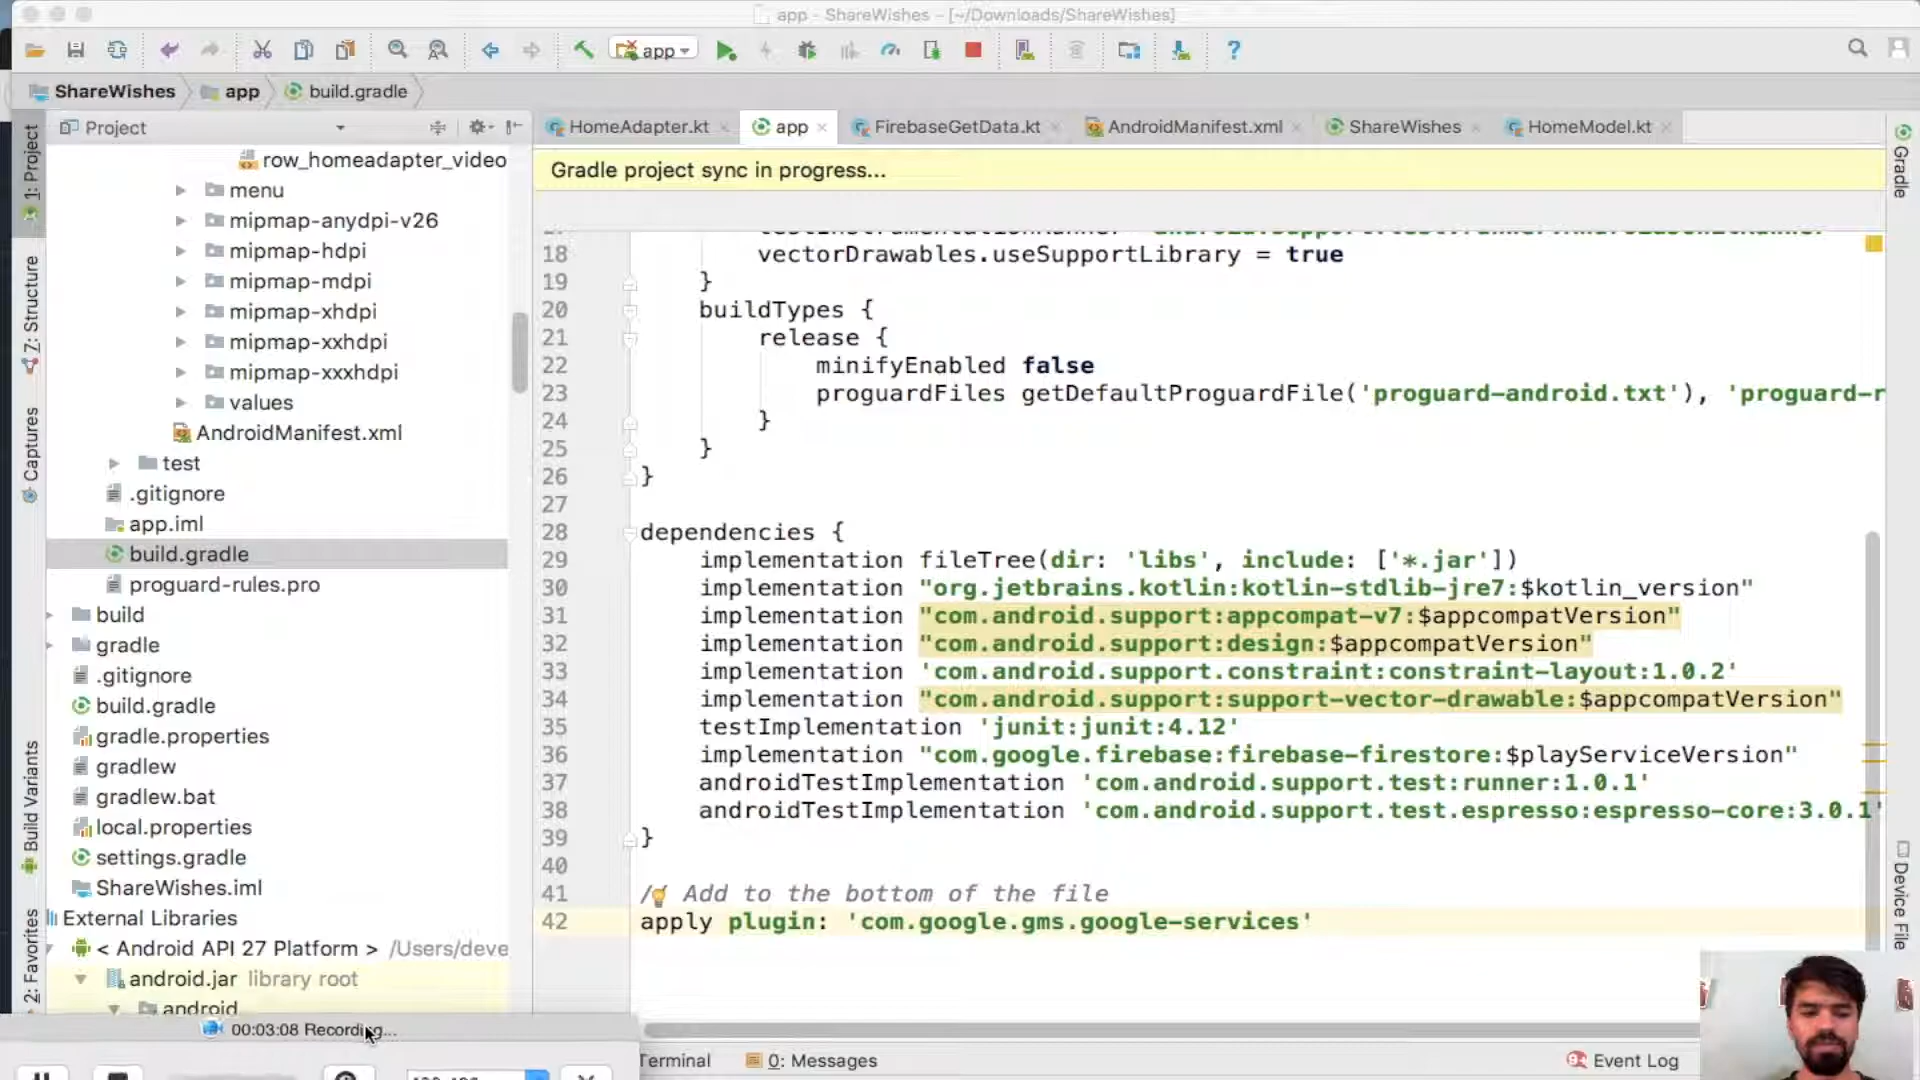 app - ShareWishes - [~/Downloads/ShareWishes]
app
ShareWishes
app
build.gradle
1: Project
Z: Structure
Captures
Build Variants
2: Favorites
Project
row_homeadapter_video
menu
mipmap-anydpi-v26
mipmap-hdpi
mipmap-mdpi
mipmap-xhdpi
mipmap-xxhdpi
mipmap-xxxhdpi
values
AndroidManifest.xml
test
.gitignore
app.iml
build.gradle
proguard-rules.pro
build
gradle
.gitignore
build.gradle
gradle.properties
gradlew
gradlew.bat
local.properties
settings.gradle
ShareWishes.iml
External Libraries
< Android API 27 Platform > /Users/deve
android.jar library root
android
00:03:08 Recording...
HomeAdapter.kt
app
FirebaseGetData.kt
AndroidManifest.xml
ShareWishes
HomeModel.kt
Gradle project sync in progress...
18 vectorDrawables.useSupportLibrary = true
19 }
20 buildTypes {
21 release {
22 minifyEnabled false
23 proguardFiles getDefaultProguardFile('proguard-android.txt'), 'proguard-r
24 }
25 }
26 }
27
28 dependencies {
29 implementation fileTree(dir: 'libs', include: ['*.jar'])
30 implementation "org.jetbrains.kotlin:kotlin-stdlib-jre7:$kotlin_version"
31 implementation "com.android.support:appcompat-v7:$appcompatVersion"
32 implementation "com.android.support:design:$appcompatVersion"
33 implementation 'com.android.support.constraint:constraint-layout:1.0.2'
34 implementation "com.android.support:support-vector-drawable:$appcompatVersion"
35 testImplementation 'junit:junit:4.12'
36 implementation "com.google.firebase:firebase-firestore:$playServiceVersion"
37 androidTestImplementation 'com.android.support.test:runner:1.0.1'
38 androidTestImplementation 'com.android.support.test.espresso:espresso-core:3.0.1'
39 }
40
41 / Add to the bottom of the file
42 apply plugin: 'com.google.gms.google-services'
Terminal
0: Messages
Event Log
Gradle
Device File